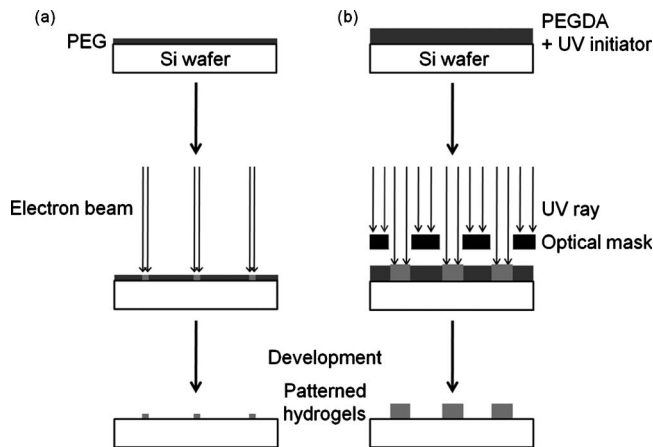 (a)
PEG
Si wafer
Electron beam
(b)
PEGDA
+ UV initiator
Si wafer
UV ray
Optical mask
Development
Patterned
hydrogels